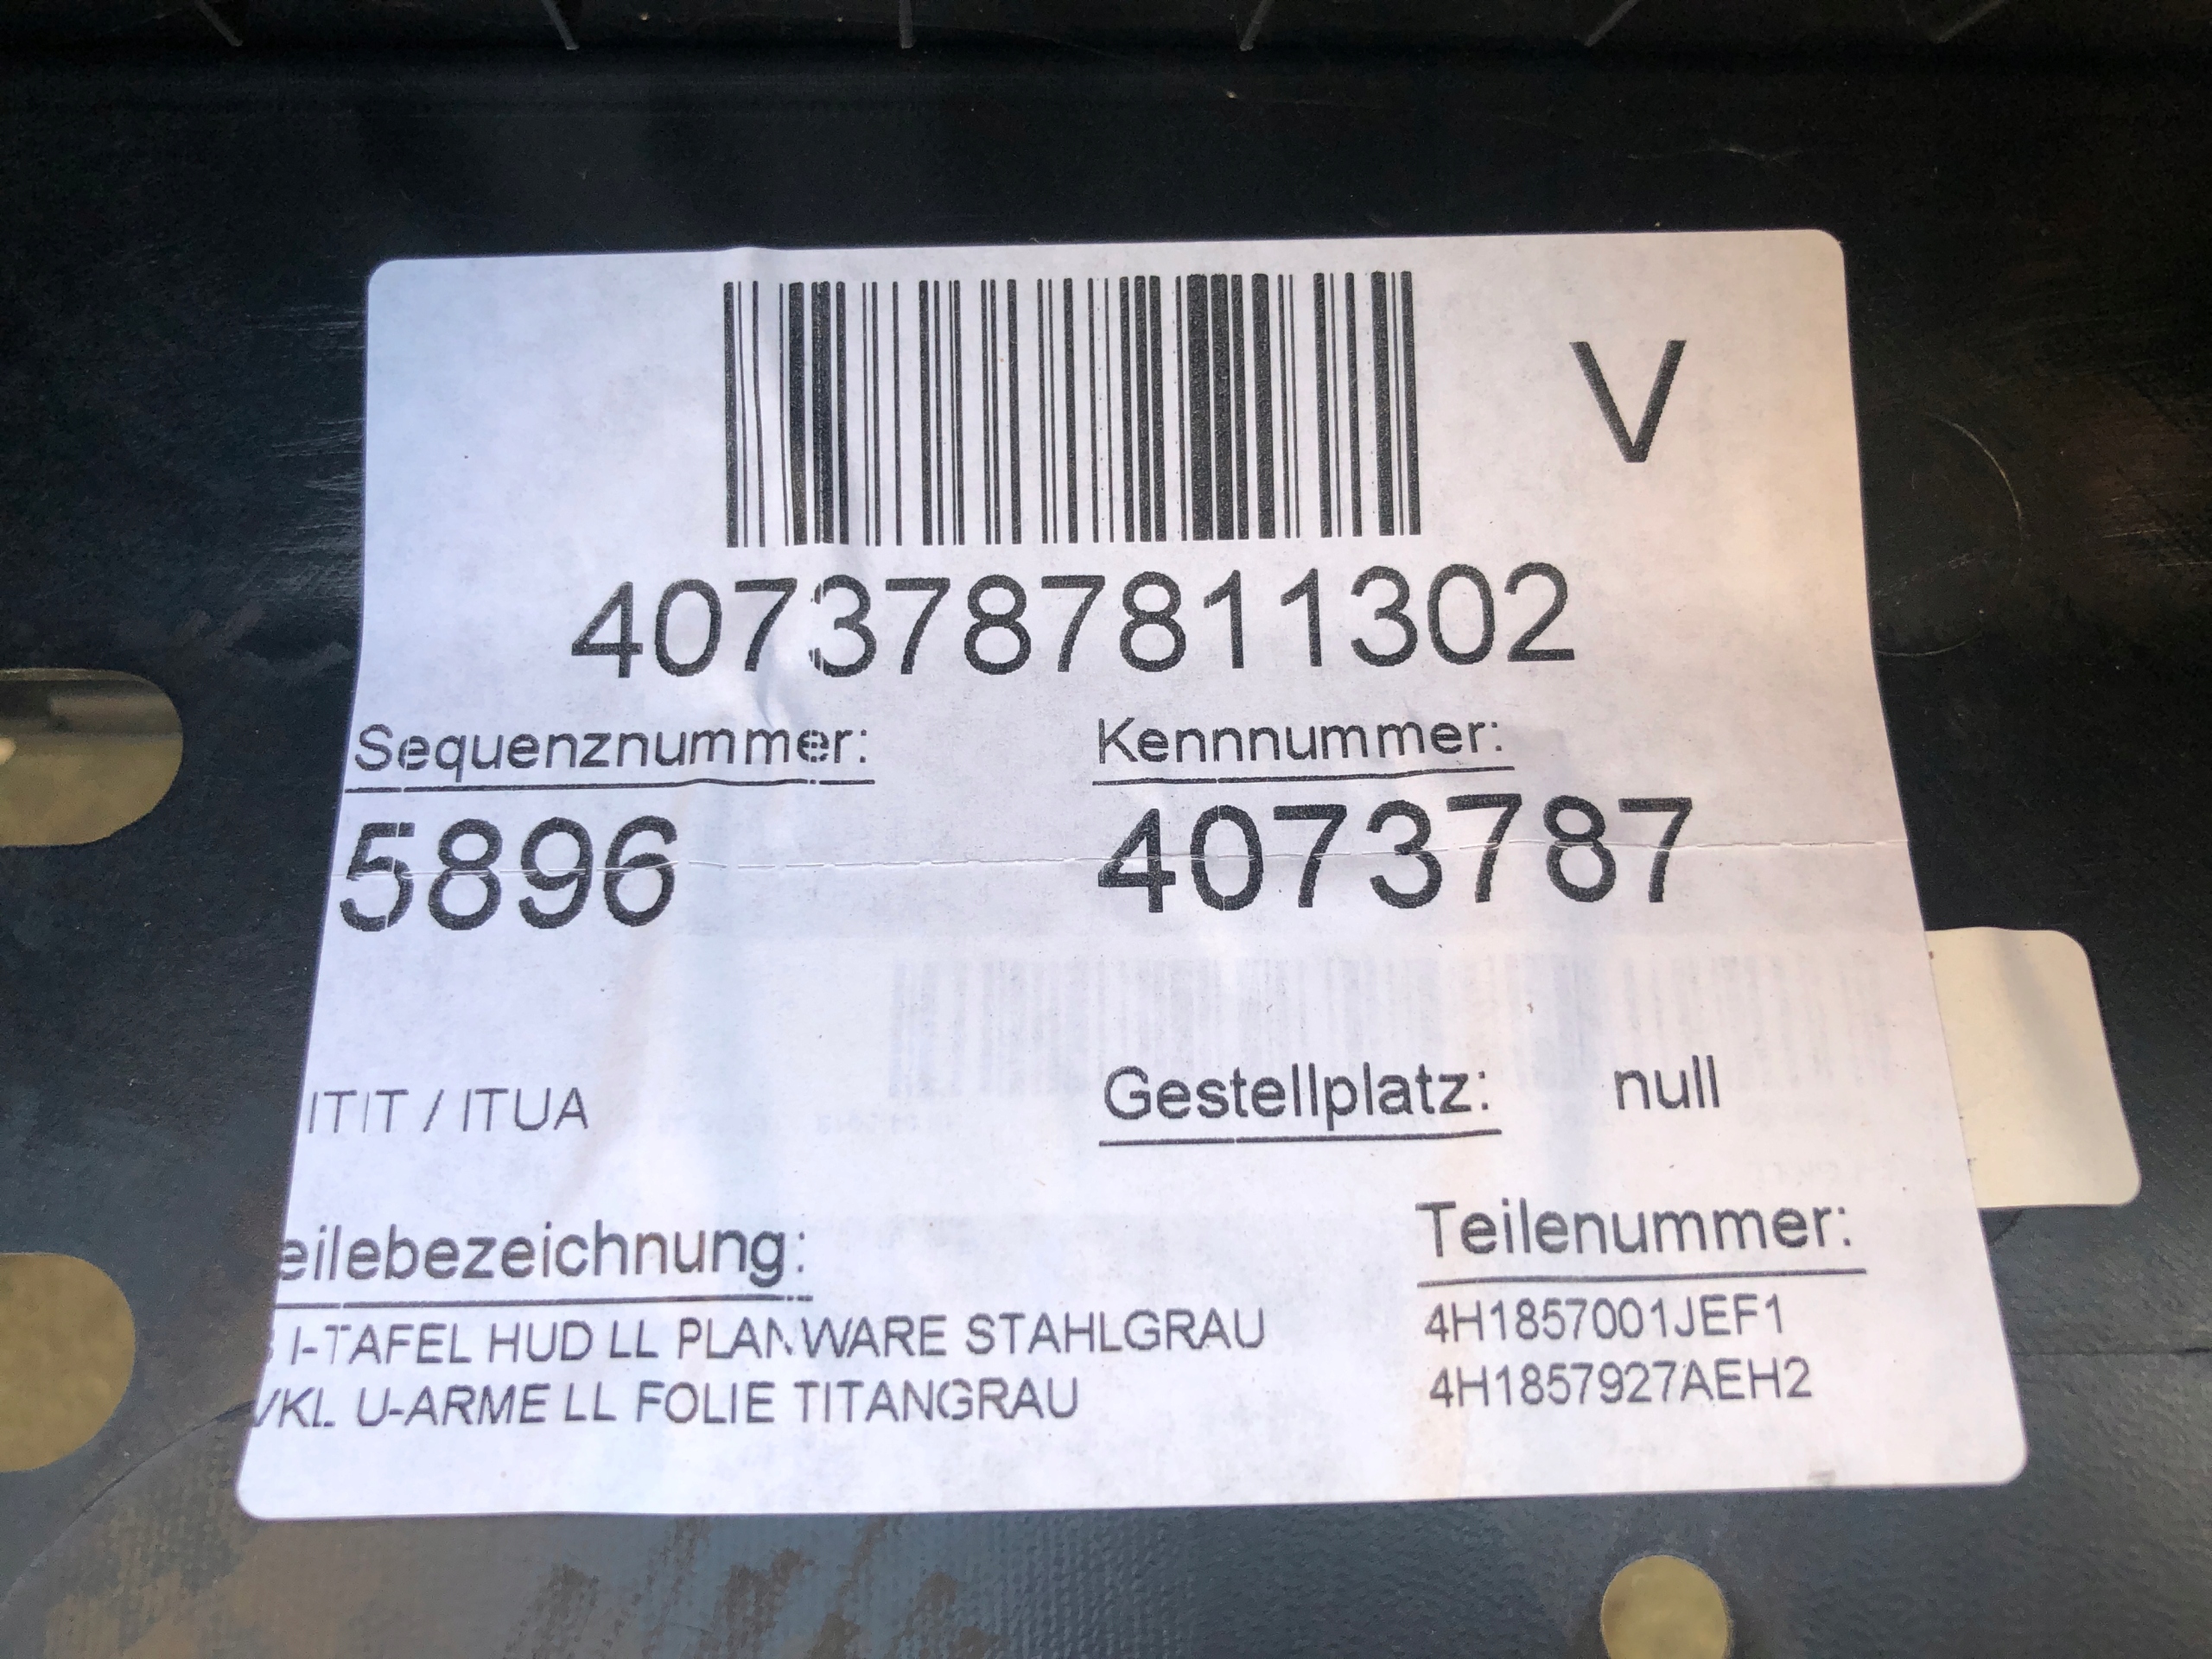 V
4073787811302
Sequenznummer: Kennnummer:
5896 4073787
ITIT / ITUA Gestellplatz: null
eilebezeichnung: Teilenummer:
I-TAFEL HUD LL PLANWARE STAHLGRAU 4H1857001JEF1
VKL U-ARME LL FOLIE TITANGRAU 4H1857927AEH2